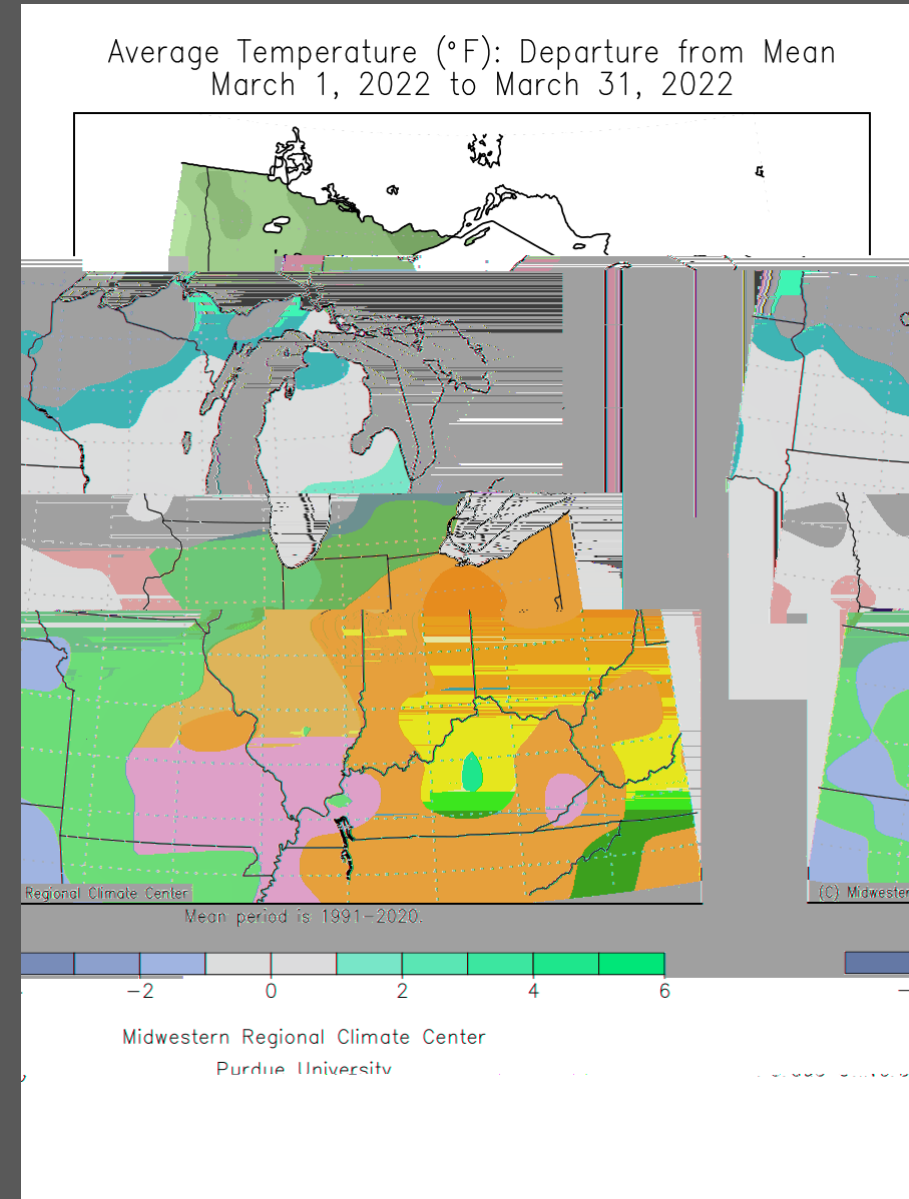 Average Temperature (°F): Departure from Mean
March 1, 2022 to March 31, 2022
Regional Climate Center
(C) Midwester
Mean period is 1991-2020.
-2 0 2 4 6
Midwestern Regional Climate Center
Purdue University